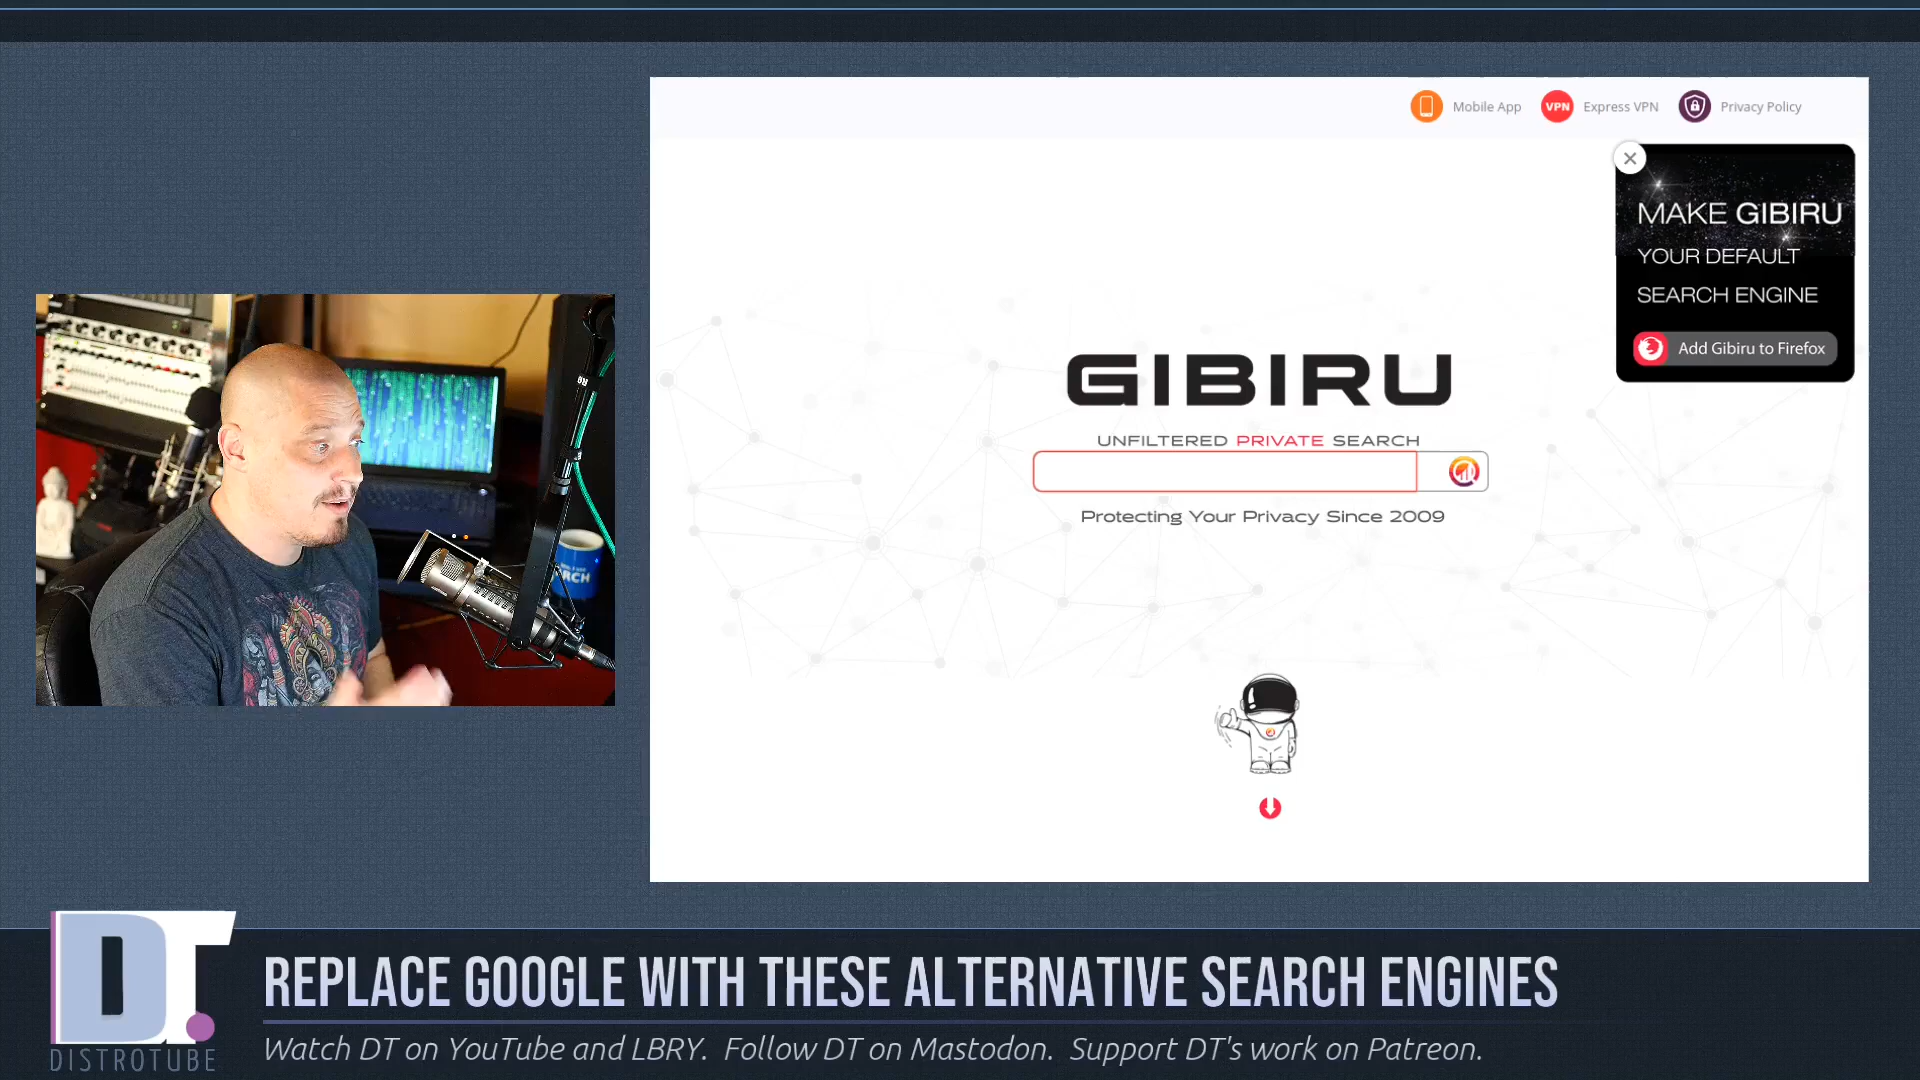 Mobile App
VPN
Express VPN
Privacy Policy
MAKE GIBIRU
YOUR DEFAULT
SEARCH ENGINE
Add Gibiru to Firefox
GIBIRU
UNFILTERED PRIVATE SEARCH
Protecting Your Privacy Since 2009
DT
DISTROTUBE
REPLACE GOOGLE WITH THESE ALTERNATIVE SEARCH ENGINES
Watch DT on YouTube and LBRY. Follow DT on Mastodon. Support DT's work on Patreon.